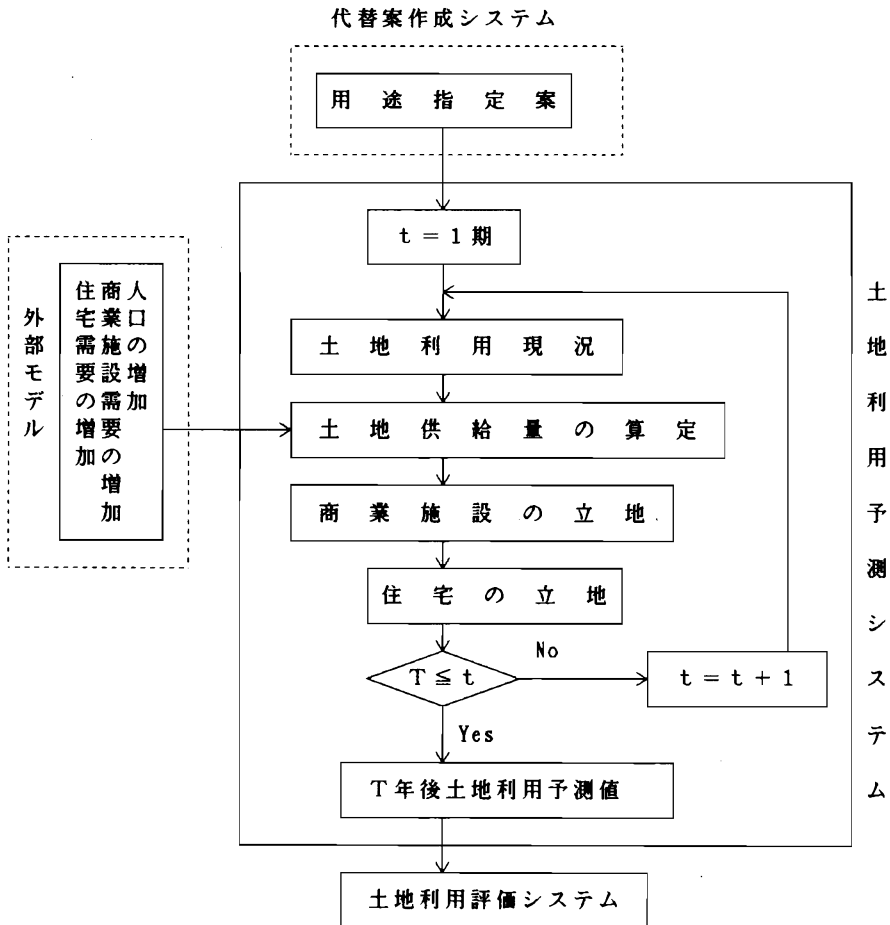 代替案作成システム
用途指定案
t=1期
土地利用現況
土地供給量の算定
商業施設の立地
住宅の立地
T≦t
No
t=t+1
Yes
T年後土地利用予測値
土地利用評価システム
人口の増加
商業施設需要の増加
住宅需要の増加
外部モデル
土地利用予測システム